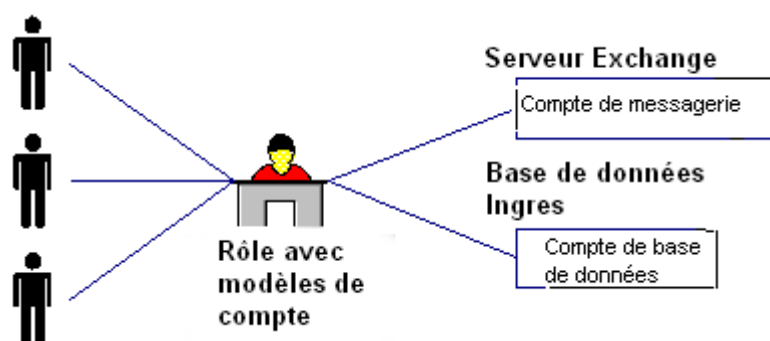 Serveur Exchange
Compte de messagerie
Base de données
Ingres
Compte de base
de données
Rôle avec
modèles de
compte